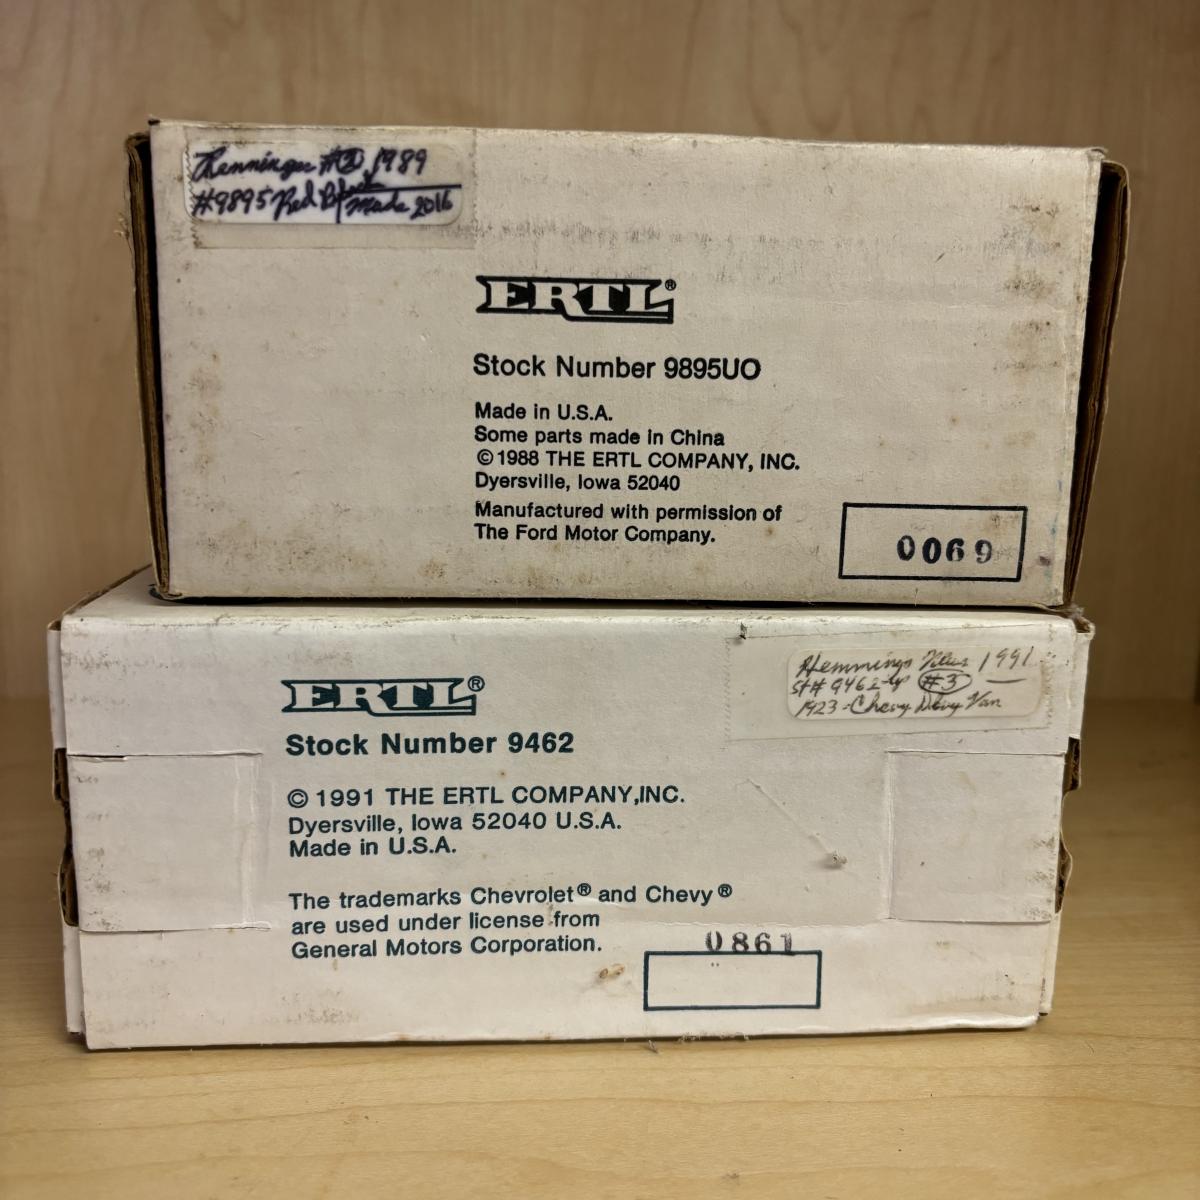 Hemmings #2 1989
#9895 Red Black Made 2016
ERTL®
Stock Number 9895UO
Made in U.S.A.
Some parts made in China
©1988 THE ERTL COMPANY, INC.
Dyersville, Iowa 52040
Manufactured with permission of
The Ford Motor Company.
0069
ERTL®
Stock Number 9462
© 1991 THE ERTL COMPANY,INC.
Dyersville, Iowa 52040 U.S.A.
Made in U.S.A.
The trademarks Chevrolet® and Chevy®
are used under license from
General Motors Corporation.
0861
Hemmings News 1991
St# 9462-up #3
1923-Chevy Dlvy Van